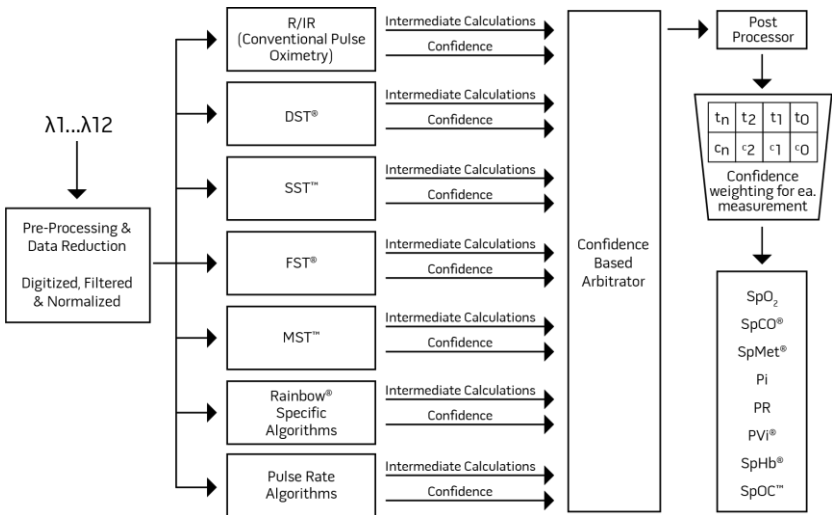 λ1...λ12
Pre-Processing &
Data Reduction
Digitized, Filtered
& Normalized
R/IR
(Conventional Pulse
Oximetry)
Intermediate Calculations
Confidence
DST®
Intermediate Calculations
Confidence
SST™
Intermediate Calculations
Confidence
FST®
Intermediate Calculations
Confidence
MST™
Intermediate Calculations
Confidence
Rainbow®
Specific
Algorithms
Intermediate Calculations
Confidence
Pulse Rate
Algorithms
Intermediate Calculations
Confidence
Confidence
Based
Arbitrator
Post
Processor
tn t2 t1 t0
cn c2 c1 c0
Confidence
weighting for ea.
measurement
SpO₂
SpCO®
SpMet®
Pi
PR
PVi®
SpHb®
SpOC™